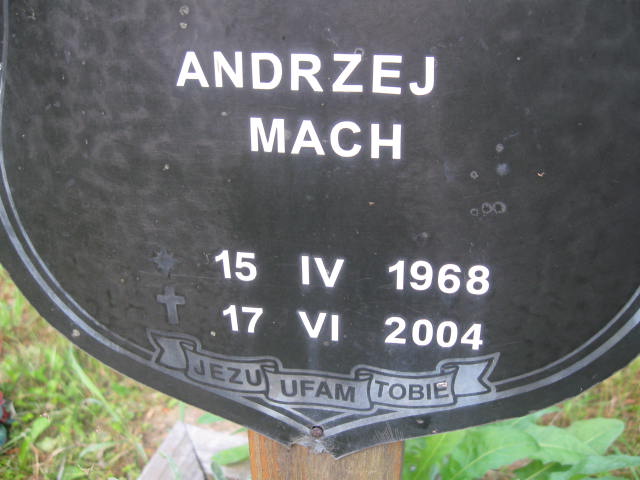 ANDRZEJ
MACH
15 IV 1968
17 VI 2004
JEZU UFAM TOBIE